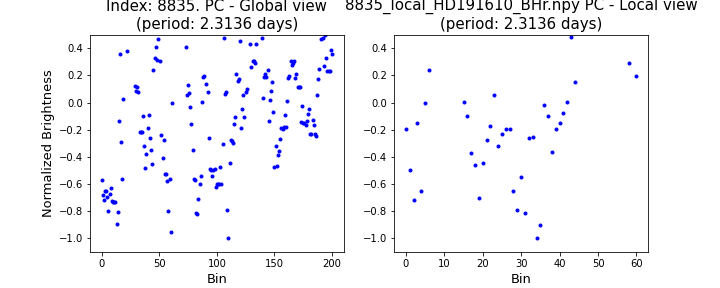 Index: 8835. PC - Global view
(period: 2.3136 days)
8835_local_HD191610_BHr.npy PC - Local view
(period: 2.3136 days)
Normalized Brightness
0.4
0.2
0.0
−0.2
−0.4
−0.6
−0.8
−1.0
0 50 100 150 200
Bin
0.4
0.2
0.0
−0.2
−0.4
−0.6
−0.8
−1.0
0 10 20 30 40 50 60
Bin